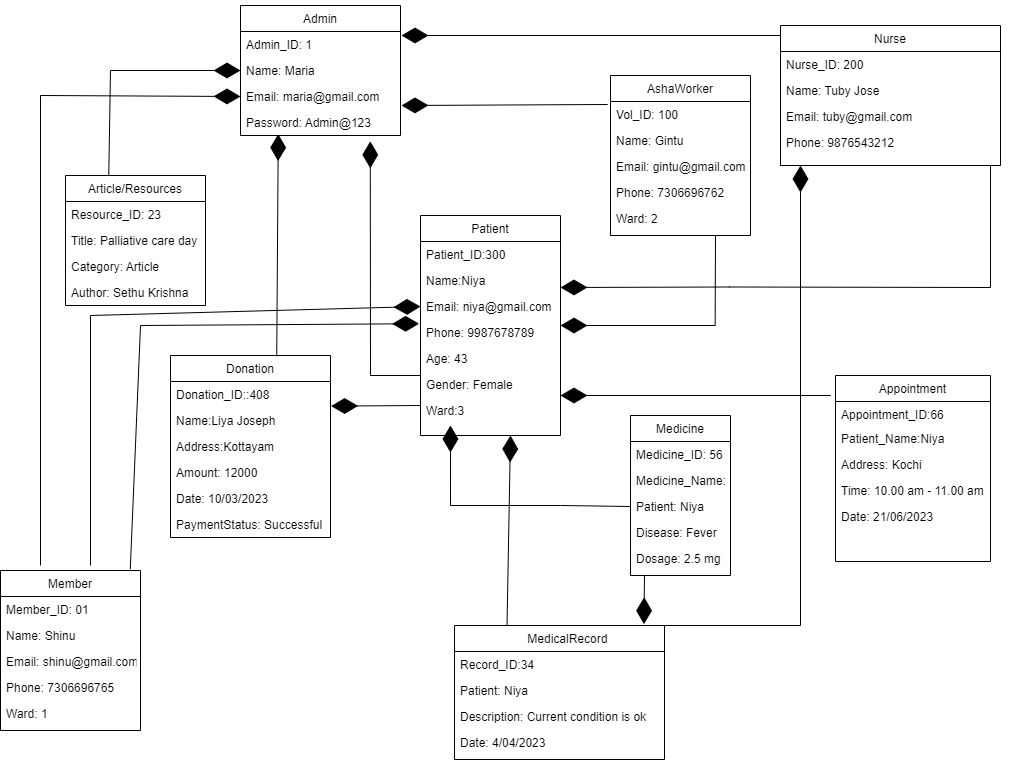 Admin
Admin_ID: 1
Name: Maria
Email: maria@gmail.com
Password: Admin@123
Nurse
Nurse_ID: 200
Name: Tuby Jose
Email: tuby@gmail.com
Phone: 9876543212
AshaWorker
Vol_ID: 100
Name: Gintu
Email: gintu@gmail.com
Phone: 7306696762
Ward: 2
Article/Resources
Resource_ID: 23
Title: Palliative care day
Category: Article
Author: Sethu Krishna
Patient
Patient_ID:300
Name:Niya
Email: niya@gmail.com
Phone: 9987678789
Age: 43
Gender: Female
Ward:3
Donation
Donation_ID::408
Name:Liya Joseph
Address:Kottayam
Amount: 12000
Date: 10/03/2023
PaymentStatus: Successful
Appointment
Appointment_ID:66
Patient_Name:Niya
Address: Kochi
Time: 10.00 am - 11.00 am
Date: 21/06/2023
Medicine
Medicine_ID: 56
Medicine_Name:
Patient: Niya
Disease: Fever
Dosage: 2.5 mg
Member
Member_ID: 01
Name: Shinu
Email: shinu@gmail.com
Phone: 7306696765
Ward: 1
MedicalRecord
Record_ID:34
Patient: Niya
Description: Current condition is ok
Date: 4/04/2023